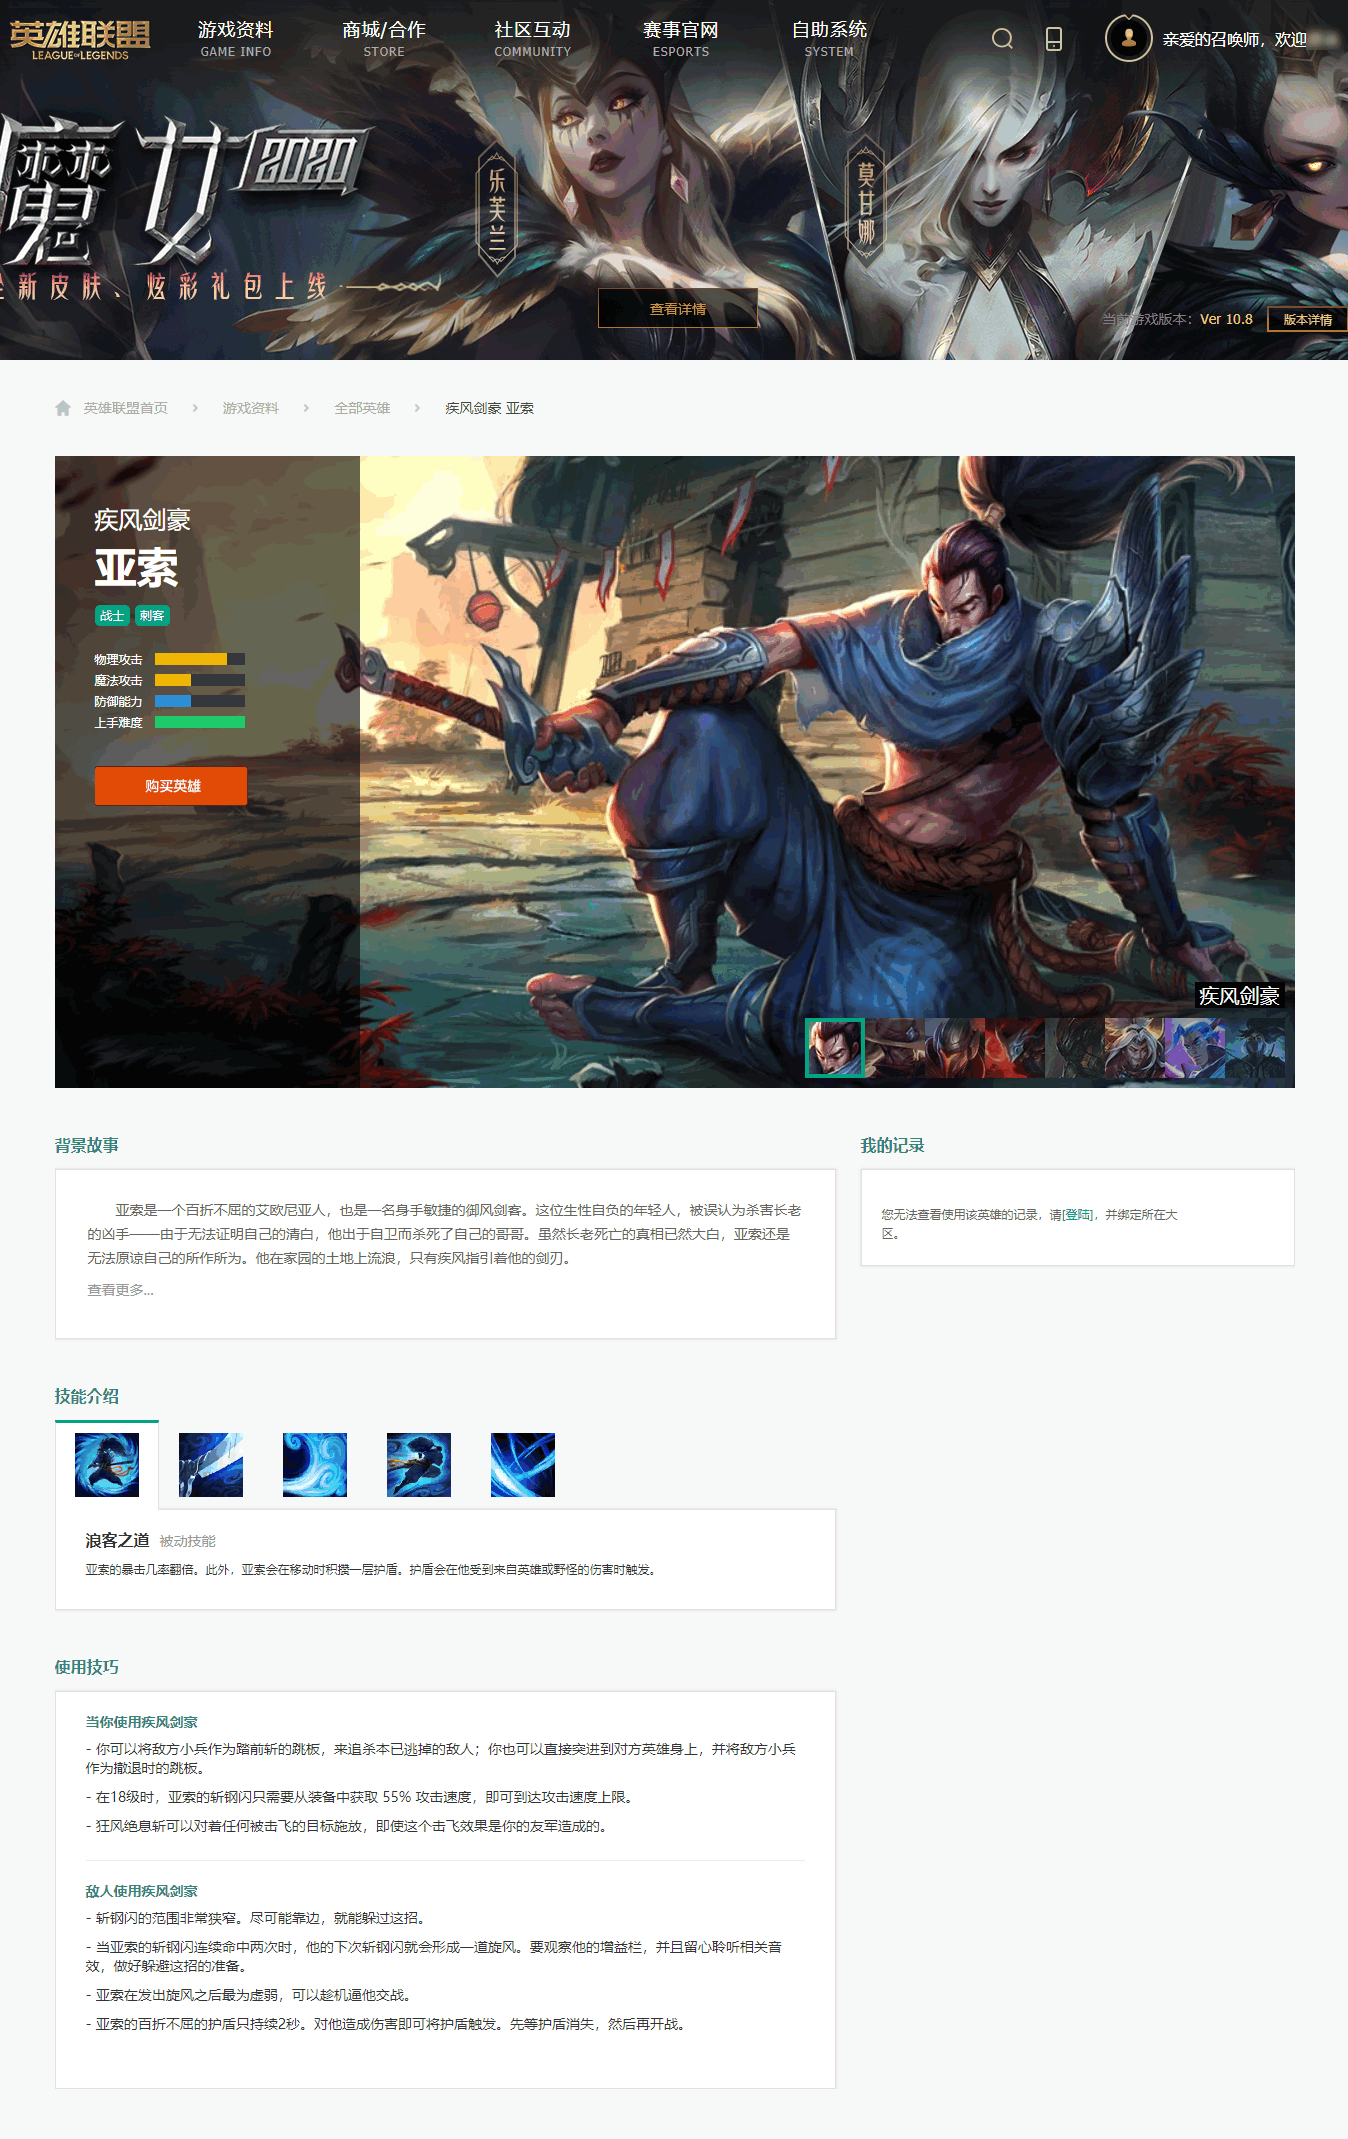 英雄联盟
LEAGUE OF LEGENDS
游戏资料
GAME INFO
商城/合作
STORE
社区互动
COMMUNITY
赛事官网
ESPORTS
自助系统
SYSTEM
亲爱的召唤师，欢迎
魔女2020
全新皮肤、炫彩礼包上线
乐芙兰
莫甘娜
查看详情
当前游戏版本：Ver 10.8
版本详情
英雄联盟首页 > 游戏资料 > 全部英雄 > 疾风剑豪 亚索
疾风剑豪
亚索
战士 刺客
物理攻击
魔法攻击
防御能力
上手难度
购买英雄
疾风剑豪
背景故事
亚索是一个百折不屈的艾欧尼亚人，也是一名身手敏捷的御风剑客。这位生性自负的年轻人，被误认为杀害长老
的凶手——由于无法证明自己的清白，他出于自卫而杀死了自己的哥哥。虽然长老死亡的真相已然大白，亚索还是
无法原谅自己的所作所为。他在家园的土地上流浪，只有疾风指引着他的剑刃。
查看更多...
我的记录
您无法查看使用该英雄的记录，请[登陆]，并绑定所在大
区。
技能介绍
浪客之道 被动技能
亚索的暴击几率翻倍。此外，亚索会在移动时积攒一层护盾。护盾会在他受到来自英雄或野怪的伤害时触发。
使用技巧
当你使用疾风剑豪
- 你可以将敌方小兵作为踏前斩的跳板，来追杀本已逃掉的敌人；你也可以直接突进到对方英雄身上，并将敌方小兵
作为撤退时的跳板。
- 在18级时，亚索的斩钢闪只需要从装备中获取 55% 攻击速度，即可到达攻击速度上限。
- 狂风绝息斩可以对着任何被击飞的目标施放，即使这个击飞效果是你的友军造成的。
敌人使用疾风剑豪
- 斩钢闪的范围非常狭窄。尽可能靠边，就能躲过这招。
- 当亚索的斩钢闪连续命中两次时，他的下次斩钢闪就会形成一道旋风。要观察他的增益栏，并且留心聆听相关音
效，做好躲避这招的准备。
- 亚索在发出旋风之后最为虚弱，可以趁机逼他交战。
- 亚索的百折不屈的护盾只持续2秒。对他造成伤害即可将护盾触发。先等护盾消失，然后再开战。